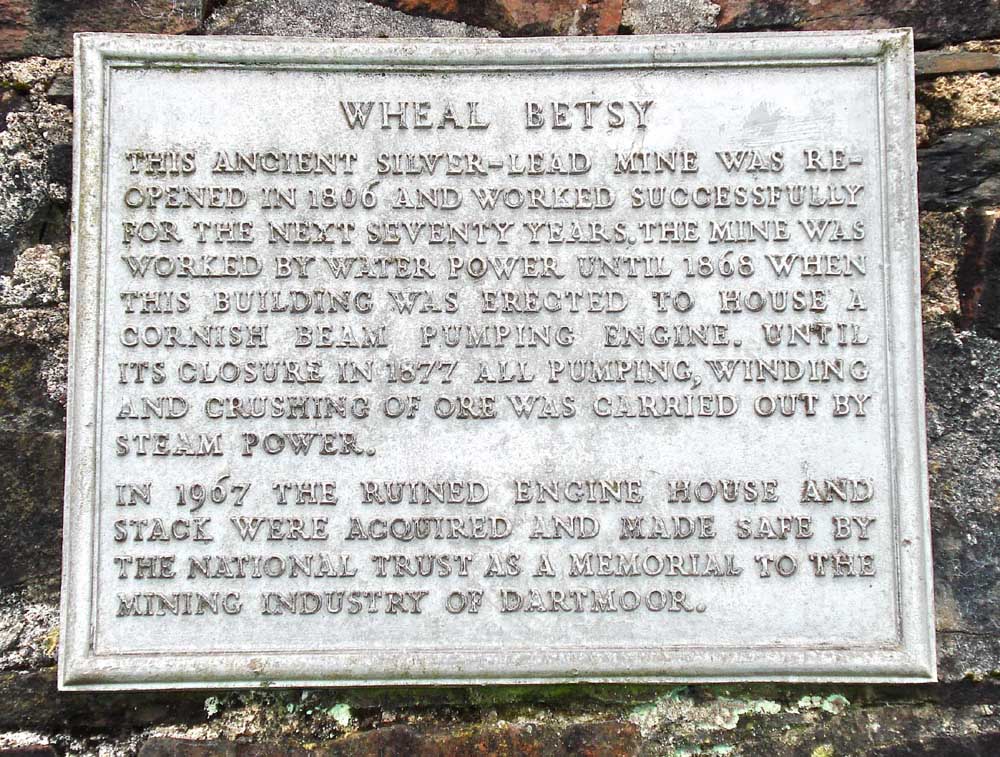 WHEAL BETSY
THIS ANCIENT SILVER-LEAD MINE WAS RE-
OPENED IN 1806 AND WORKED SUCCESSFULLY
FOR THE NEXT SEVENTY YEARS. THE MINE WAS
WORKED BY WATER POWER UNTIL 1868 WHEN
THIS BUILDING WAS ERECTED TO HOUSE A
CORNISH BEAM PUMPING ENGINE. UNTIL
ITS CLOSURE IN 1877 ALL PUMPING, WINDING
AND CRUSHING OF ORE WAS CARRIED OUT BY
STEAM POWER.
IN 1967 THE RUINED ENGINE HOUSE AND
STACK WERE ACQUIRED AND MADE SAFE BY
THE NATIONAL TRUST AS A MEMORIAL TO THE
MINING INDUSTRY OF DARTMOOR.